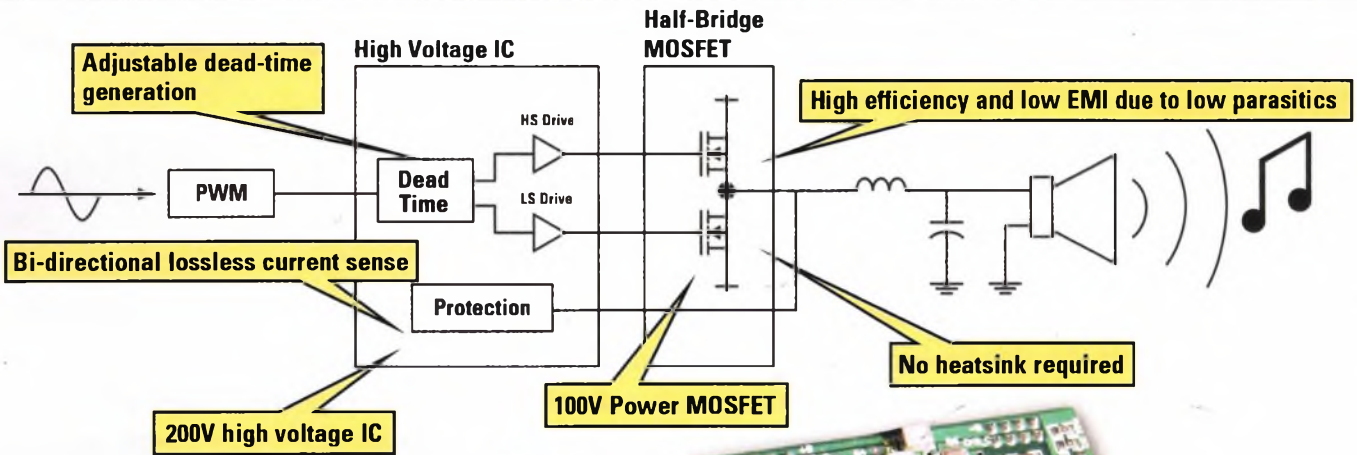 Half-Bridge
MOSFET
High Voltage IC
Adjustable dead-time
generation
High efficiency and low EMI due to low parasitics
HS Drive
Dead
Time
PWM
LS Drive
Bi-directional lossless current sense
Protection
No heatsink required
100V Power MOSFET
200V high voltage IC